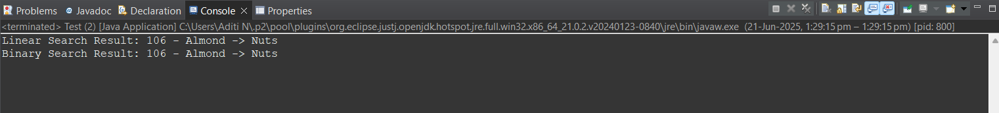 Problems @ Javadoc Declaration Console Properties
<terminated> Test (2) [Java Application] C:\Users\Aditi N\.p2\pool\plugins\org.eclipse.justj.openjdk.hotspot.jre.full.win32.x86_64_21.0.2.v20240123-0840\jre\bin\javaw.exe (21-Jun-2025, 1:29:15 pm – 1:29:15 pm) [pid: 800]
Linear Search Result: 106 - Almond -> Nuts
Binary Search Result: 106 - Almond -> Nuts